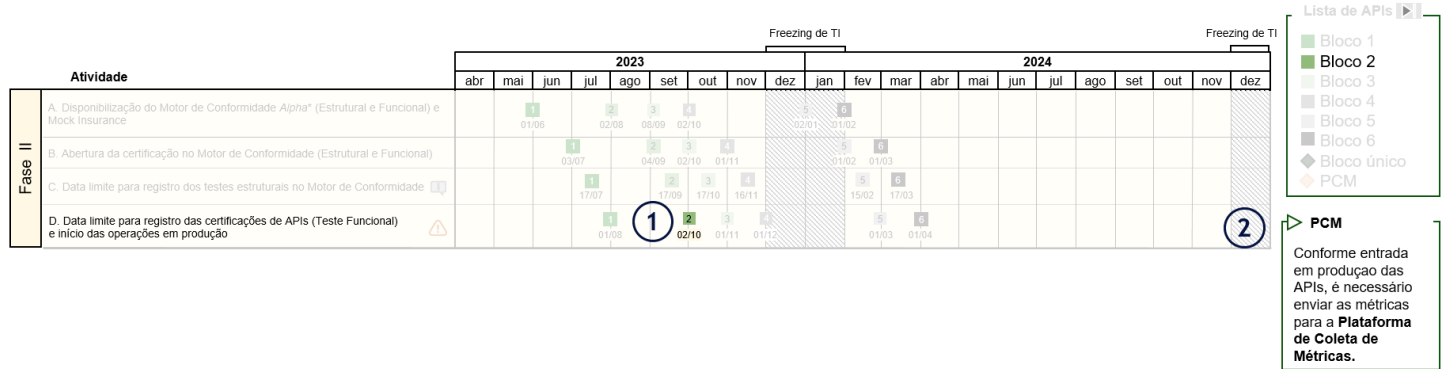 Lista de APIs
Freezing de TI
Freezing de TI
Bloco 1
2023
2024
Bloco 2
Atividade
abr mai jun jul ago set out nov dez jan fev mar abr mai jun jul ago set out nov dez
Bloco 3
Bloco 4
Bloco 5
Bloco 6
Bloco único
PCM
Fase II
A. Disponibilização do Motor de Conformidade Alpha* (Estrutural e Funcional) e
Mock Insurance
1 2 3 4 5 6
01/06 02/08 08/09 02/10 02/01 01/02
B. Abertura da certificação no Motor de Conformidade (Estrutural e Funcional)
1 2 3 4 5 6
03/07 04/09 02/10 01/11 01/02 01/03
C. Data limite para registro dos testes estruturais no Motor de Conformidade
1 2 3 4 5 6
17/07 17/09 17/10 16/11 15/02 17/03
D. Data limite para registro das certificações de APIs (Teste Funcional)
e início das operações em produção
1 1 2 3 4 5 6 2
01/08 02/10 01/11 01/12 01/03 01/04
PCM
Conforme entrada
em produçao das
APIs, é necessário
enviar as métricas
para a Plataforma
de Coleta de
Métricas.